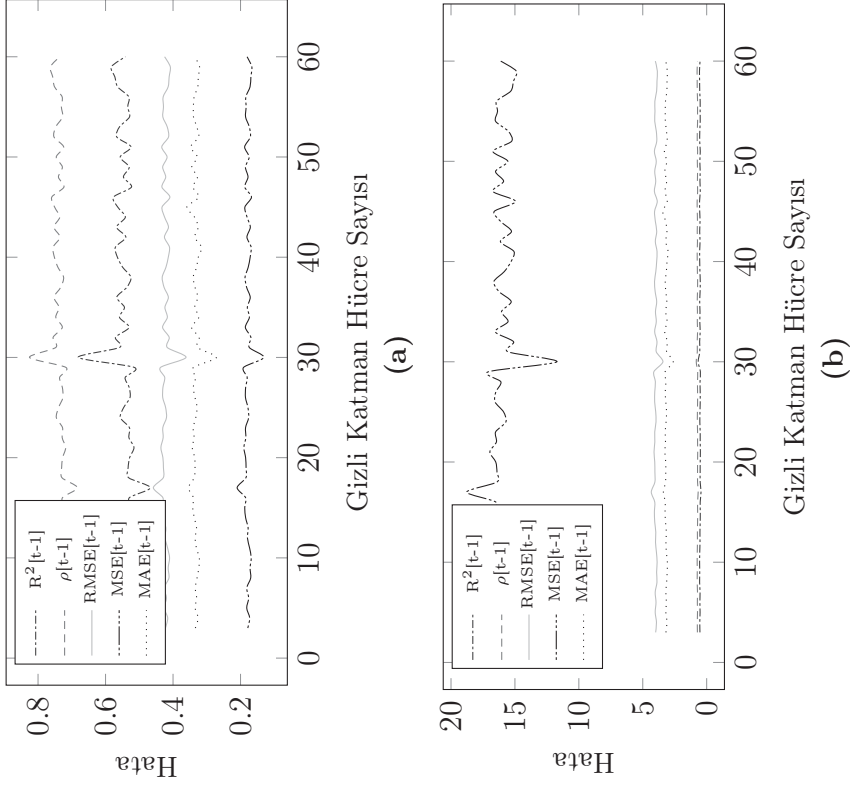 0.8
0.6
0.4
0.2
Hata
R²[t-1]
ρ[t-1]
RMSE[t-1]
MSE[t-1]
MAE[t-1]
0 10 20 30 40 50 60
Gizli Katman Hücre Sayısı
(a)
20
15
10
5
0
Hata
R²[t-1]
ρ[t-1]
RMSE[t-1]
MSE[t-1]
MAE[t-1]
0 10 20 30 40 50 60
Gizli Katman Hücre Sayısı
(b)